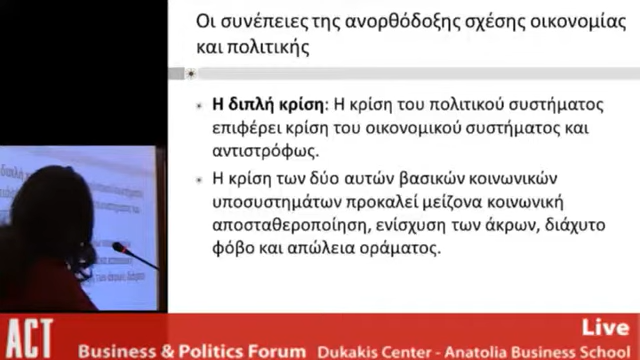 Οι συνέπειες της ανορθόδοξης σχέσης οικονομίας
και πολιτικής
Η διπλή κρίση: Η κρίση του πολιτικού συστήματος
επιφέρει κρίση του οικονομικού συστήματος και
αντιστρόφως.
Η κρίση των δύο αυτών βασικών κοινωνικών
υποσυστημάτων προκαλεί μείζονα κοινωνική
αποσταθεροποίηση, ενίσχυση των άκρων, διάχυτο
φόβο και απώλεια οράματος.
Live
ACT Business & Politics Forum Dukakis Center - Anatolia Business School